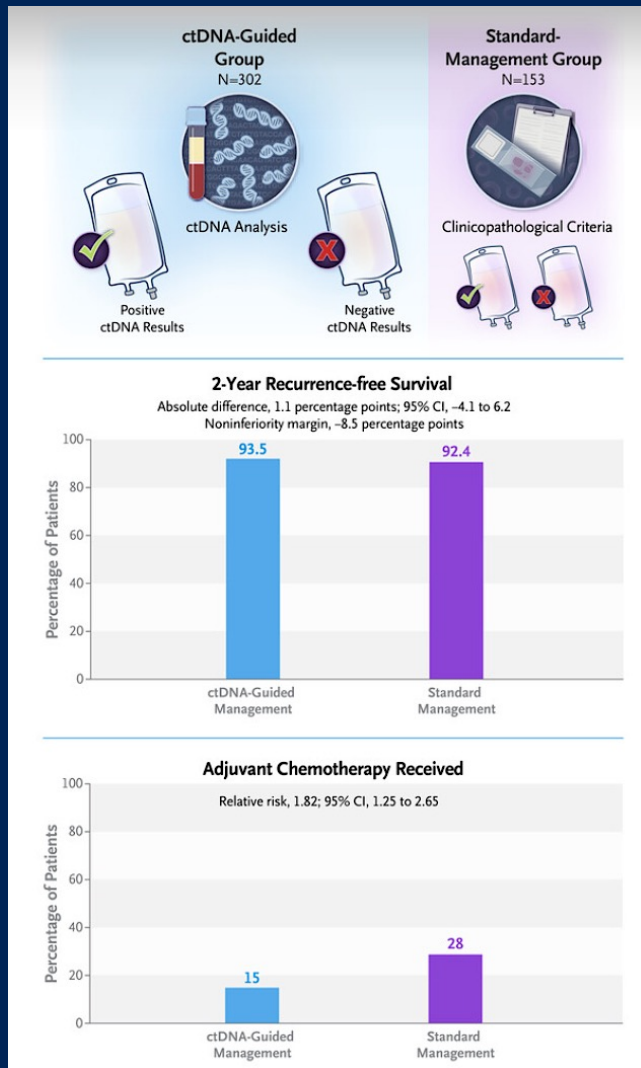 ctDNA-Guided
Group
N=302
Standard-
Management Group
N=153
ctDNA Analysis
Clinicopathological Criteria
Positive
ctDNA Results
Negative
ctDNA Results
2-Year Recurrence-free Survival
Absolute difference, 1.1 percentage points; 95% CI, –4.1 to 6.2
Noninferiority margin, –8.5 percentage points
Percentage of Patients
100
80
60
40
20
0
93.5
92.4
ctDNA-Guided
Management
Standard
Management
Adjuvant Chemotherapy Received
Relative risk, 1.82; 95% CI, 1.25 to 2.65
Percentage of Patients
100
80
60
40
20
0
15
28
ctDNA-Guided
Management
Standard
Management